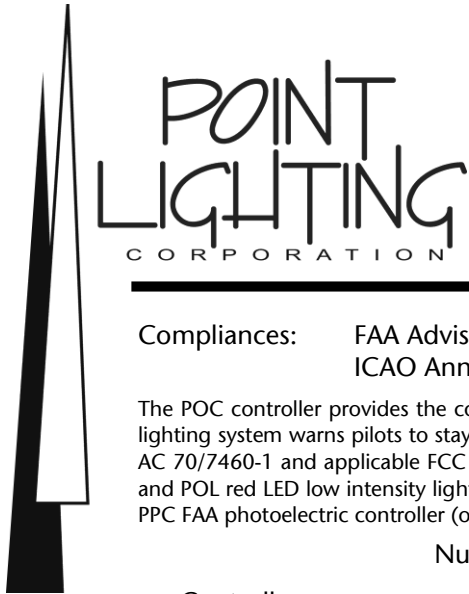 POINT
LIGHTING
CORPORATION
Compliances: FAA Advis
ICAO Ann
The POC controller provides the co
lighting system warns pilots to stay
AC 70/7460-1 and applicable FCC
and POL red LED low intensity ligh
PPC FAA photoelectric controller (o
Nu